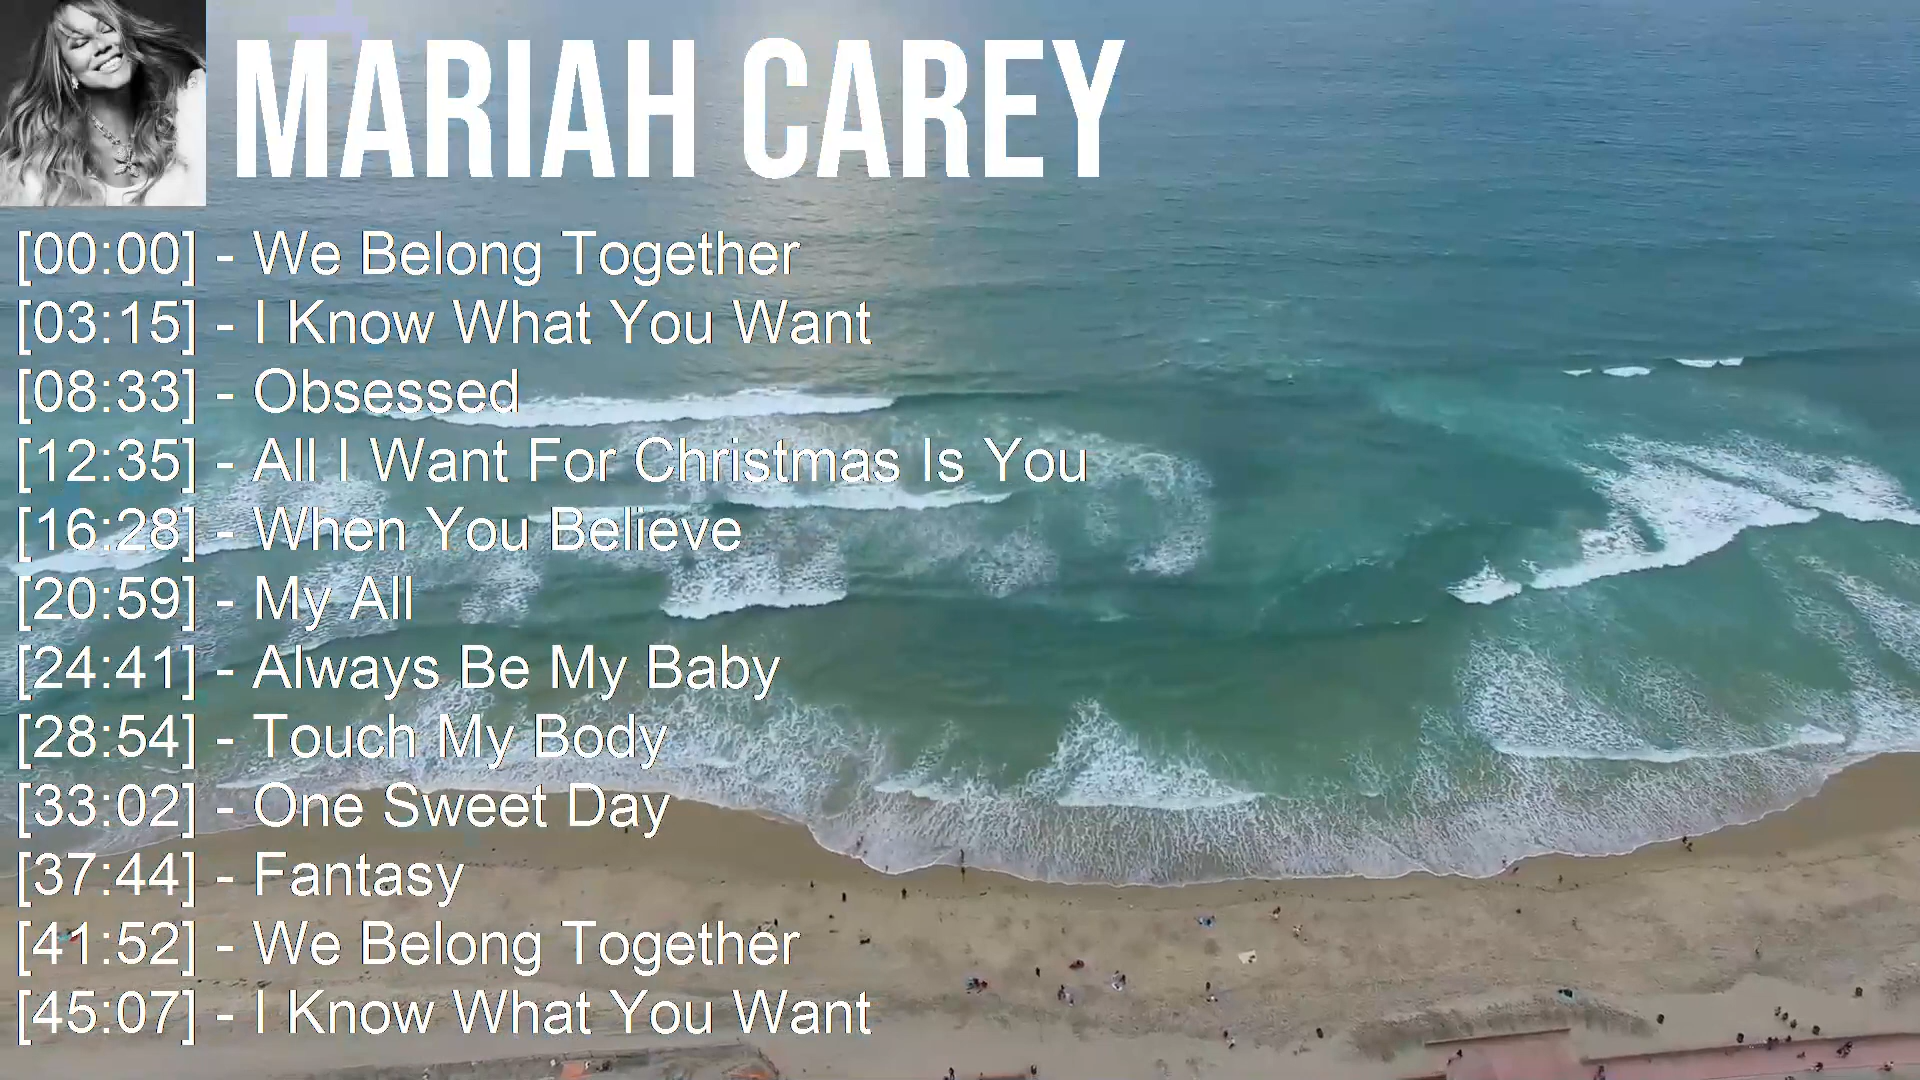 MARIAH CAREY
[00:00] - We Belong Together
[03:15] - I Know What You Want
[08:33] - Obsessed
[12:35] - All I Want For Christmas Is You
[16:28] - When You Believe
[20:59] - My All
[24:41] - Always Be My Baby
[28:54] - Touch My Body
[33:02] - One Sweet Day
[37:44] - Fantasy
[41:52] - We Belong Together
[45:07] - I Know What You Want